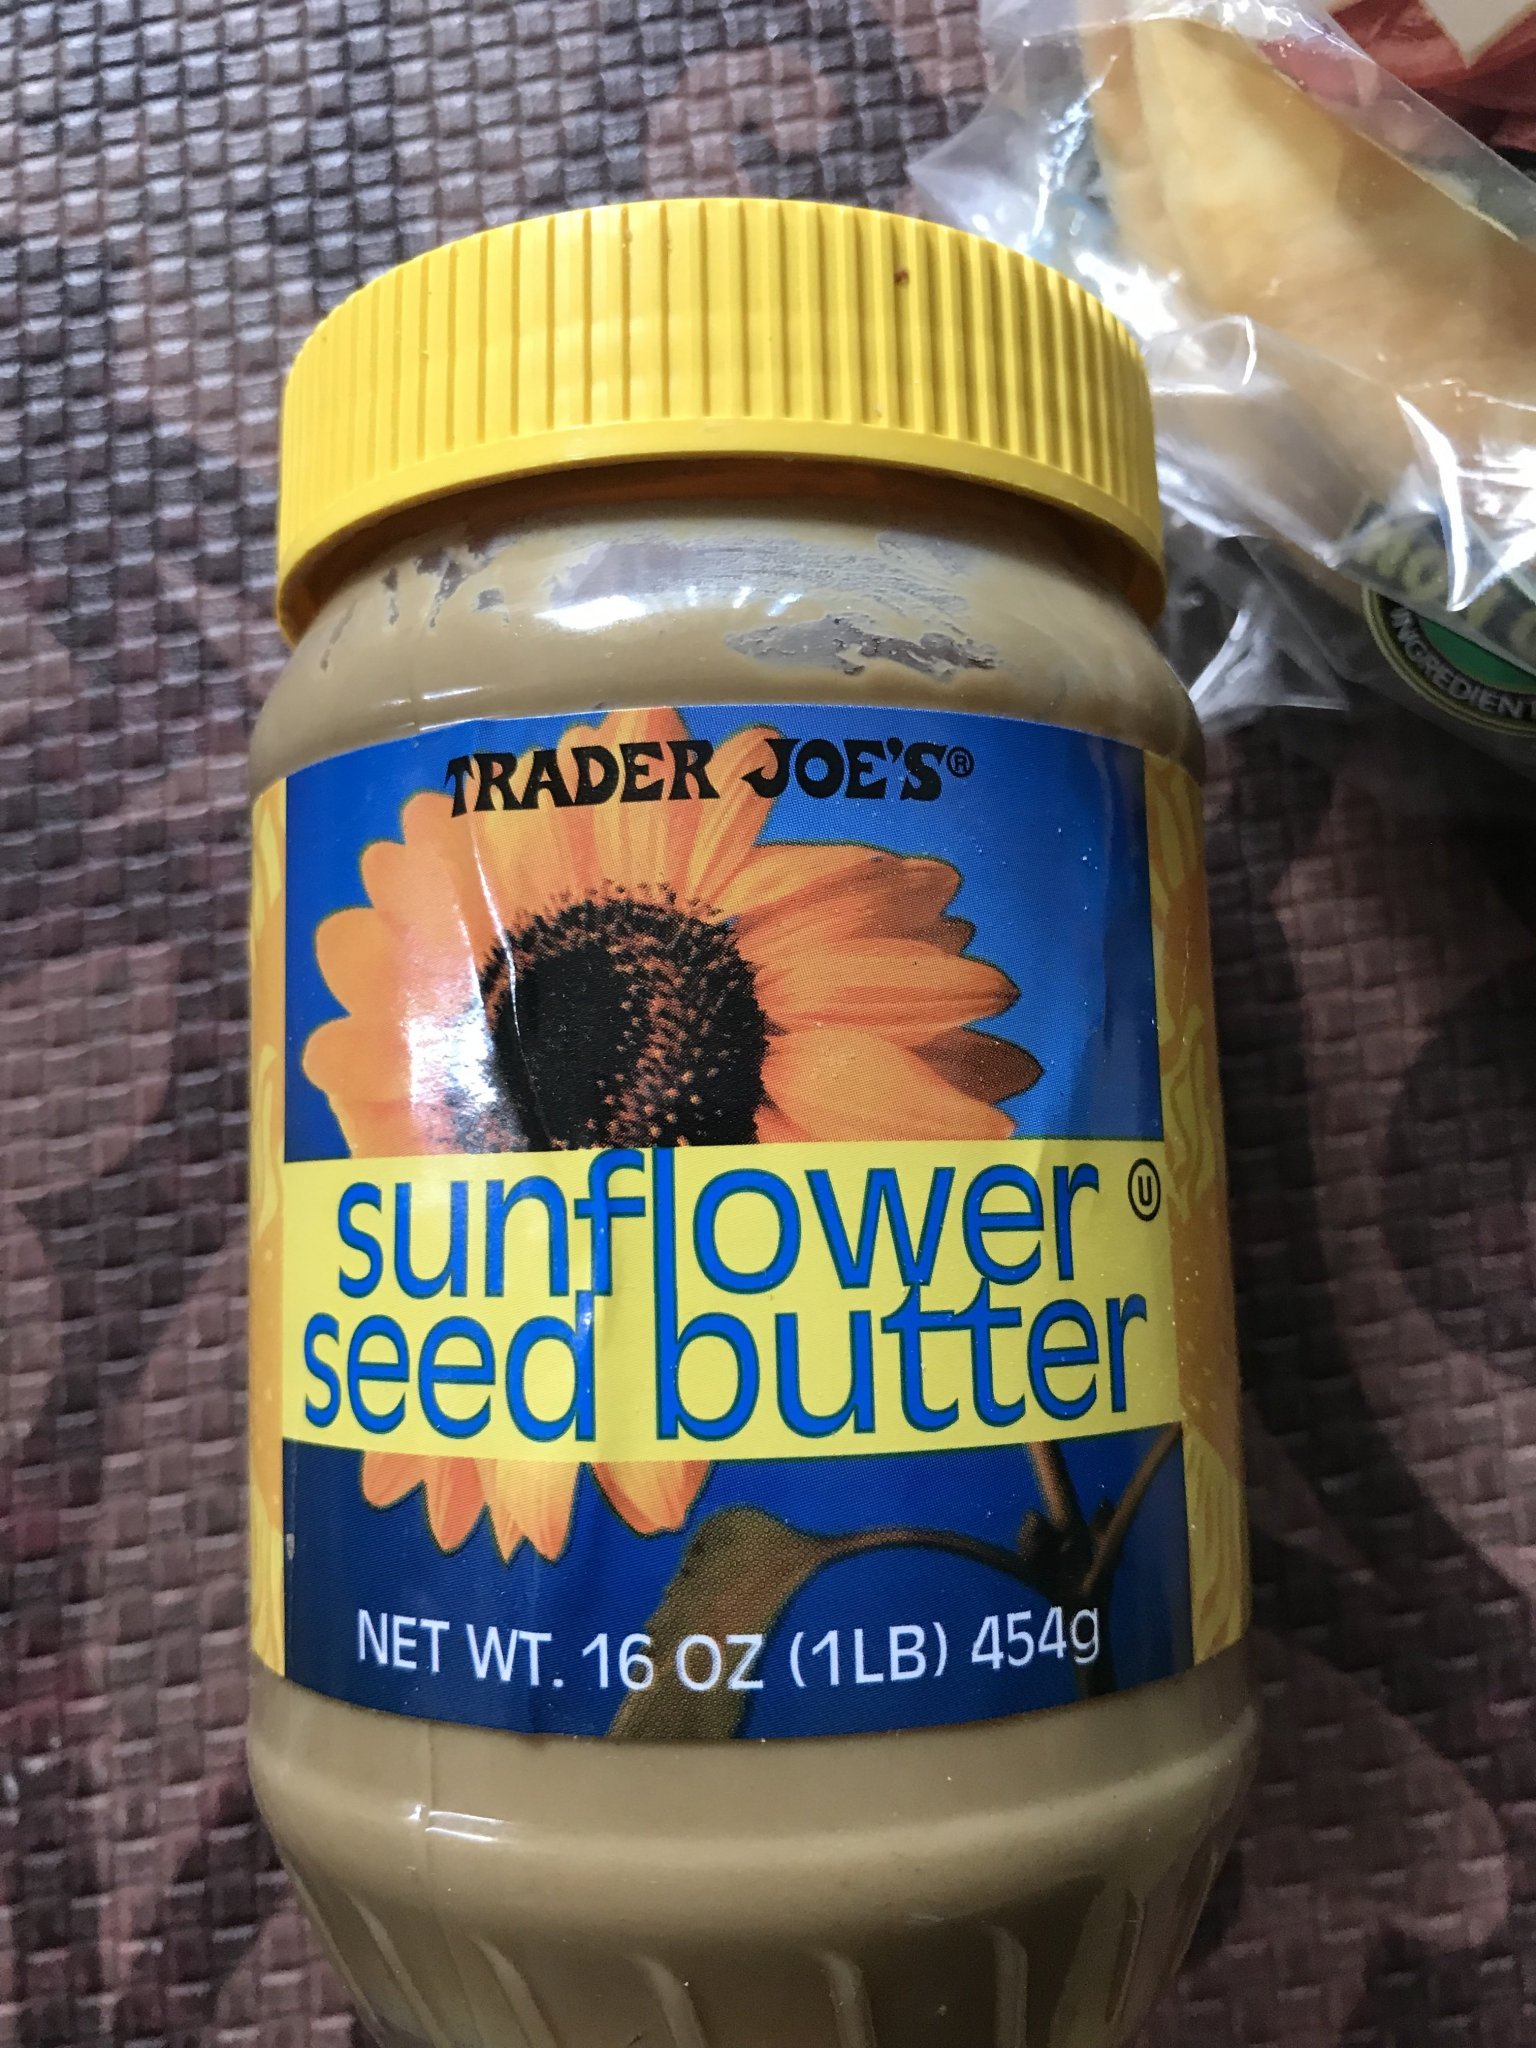 TRADER JOE'S®
sunflower Ⓤ
seed butter
NET WT. 16 OZ (1LB) 454g